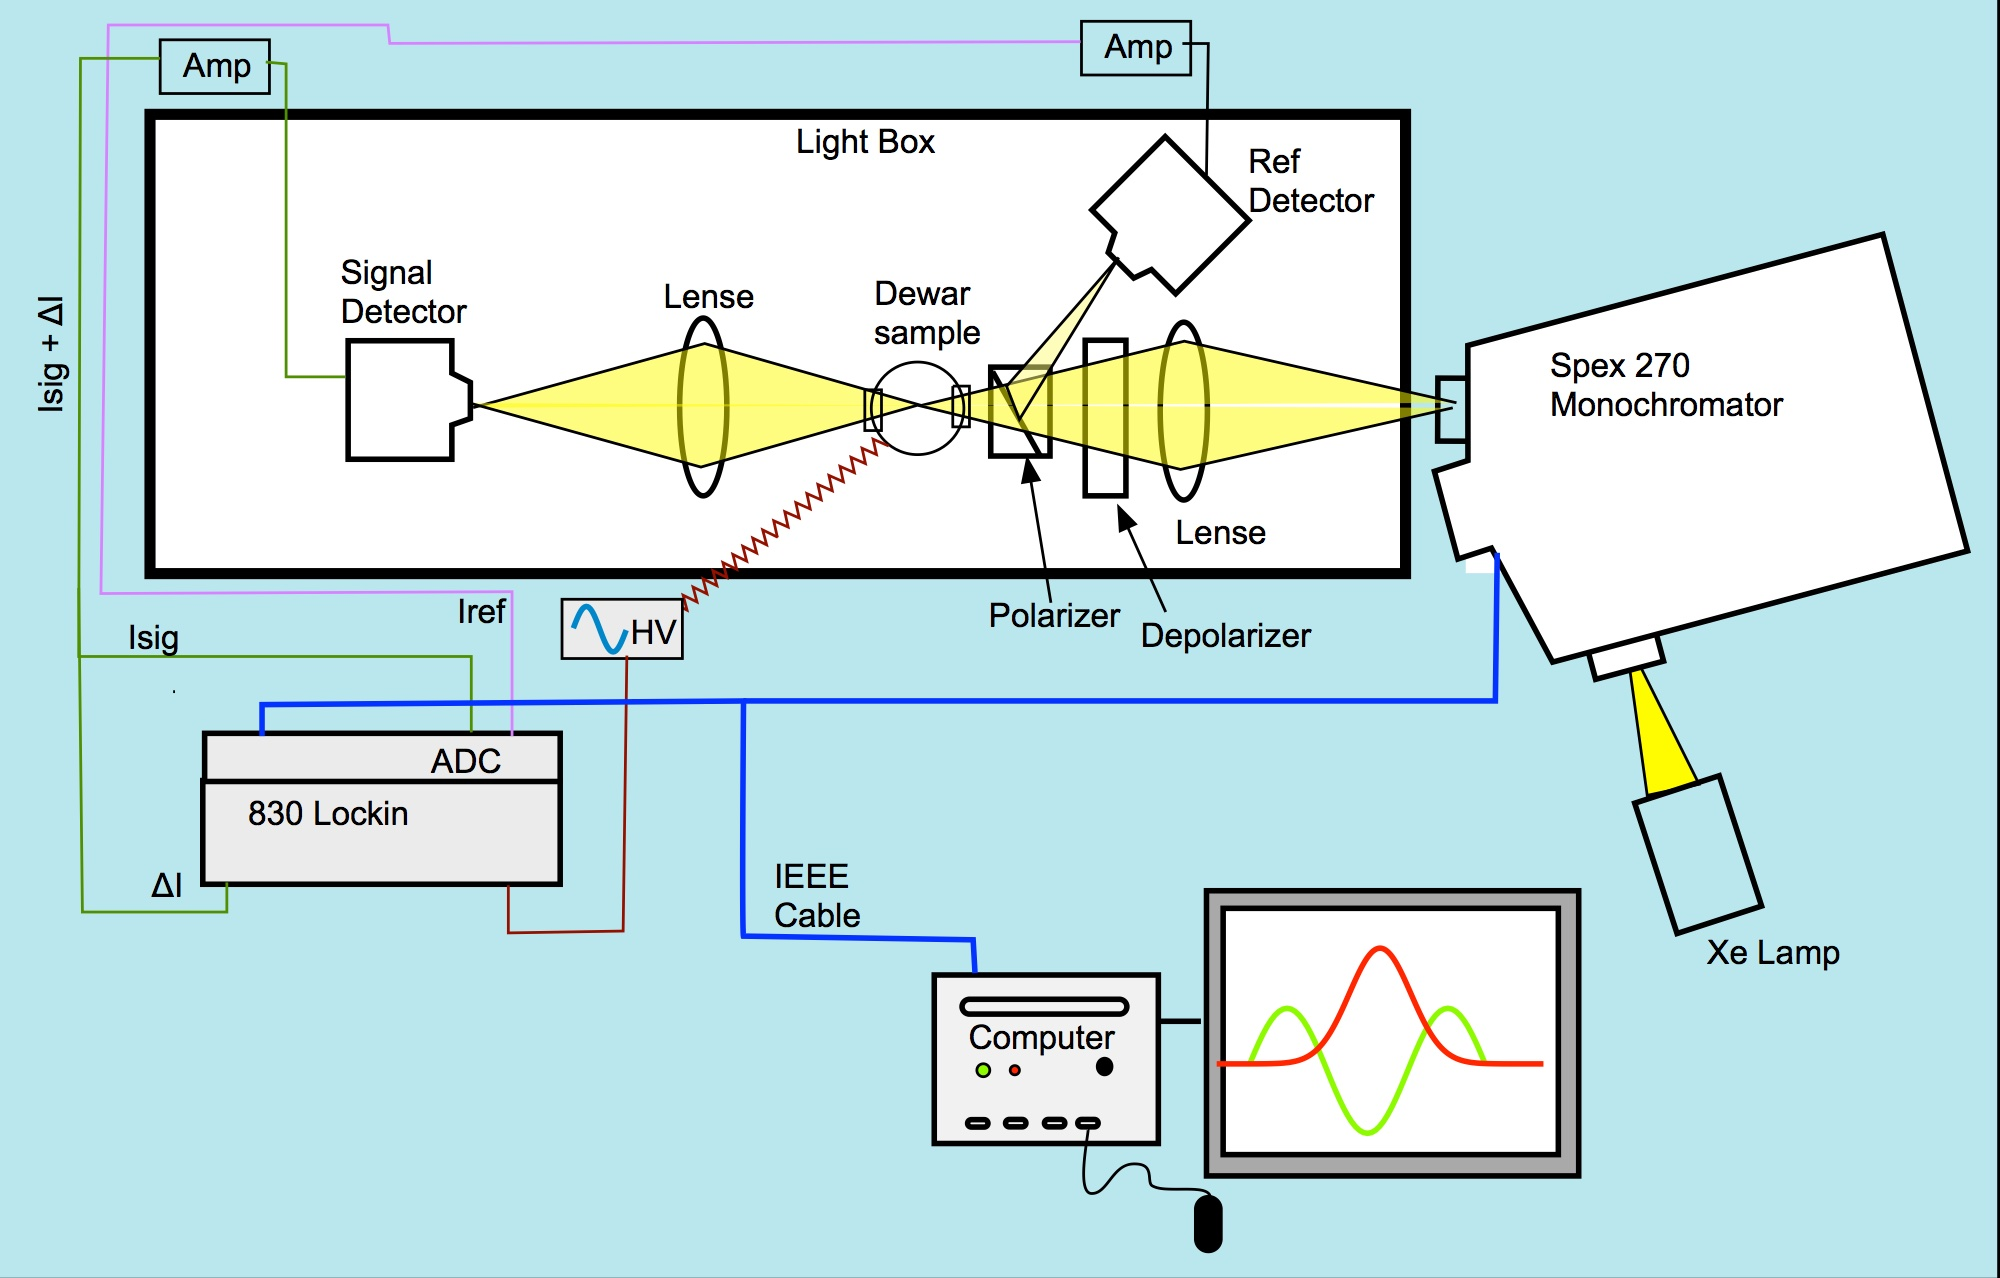 Amp
Amp
Light Box
Ref
Detector
Signal
Detector
Lense
Dewar
sample
Isig + ΔI
Spex 270
Monochromator
Lense
Polarizer
Depolarizer
Iref
Isig
HV
ADC
830 Lockin
ΔI
IEEE
Cable
Xe Lamp
Computer